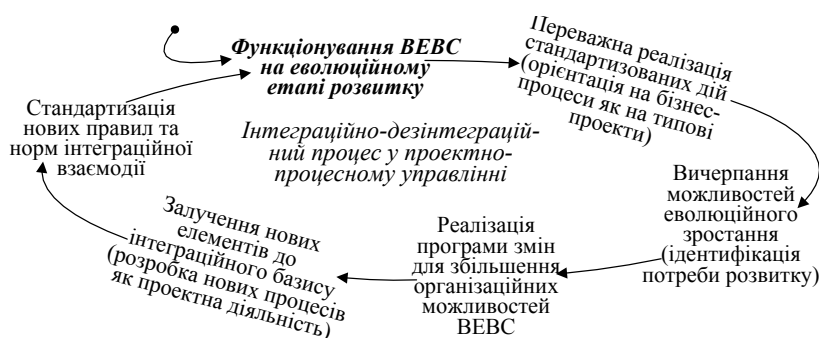 Функціонування ВЕВС
на еволюційному
етапі розвитку
Переважна реалізація
стандартизованих дій
(орієнтація на бізнес-
процеси як на типові
проекти)
Вичерпання
можливостей
еволюційного
зростання
(ідентифікація
потреби розвитку)
Реалізація
програми змін
для збільшення
організаційних
можливостей
ВЕВС
Залучення нових
елементів до
інтеграційного базису
(розробка нових процесів
як проектна діяльність)
Стандартизація
нових правил та
норм інтеграційної
взаємодії
Інтеграційно-дезінтеграцій-
ний процес у проектно-
процесному управлінні